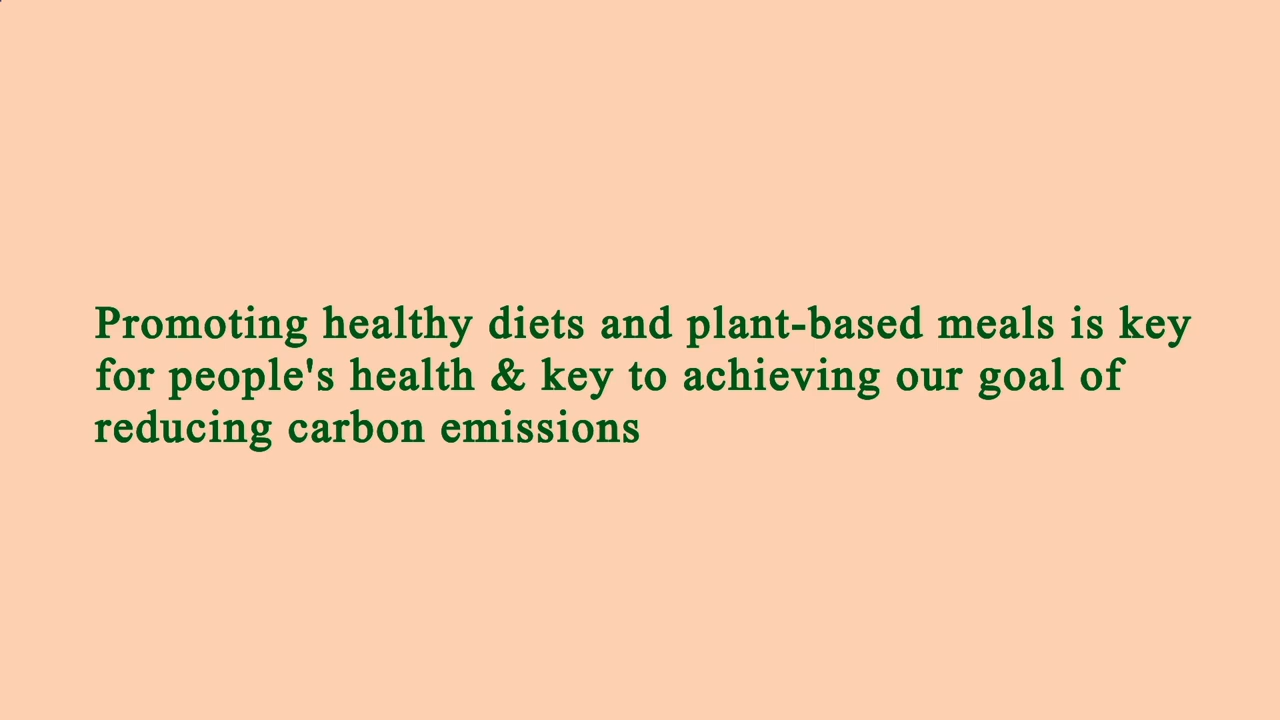 Promoting healthy diets and plant-based meals is key
for people's health & key to achieving our goal of
reducing carbon emissions